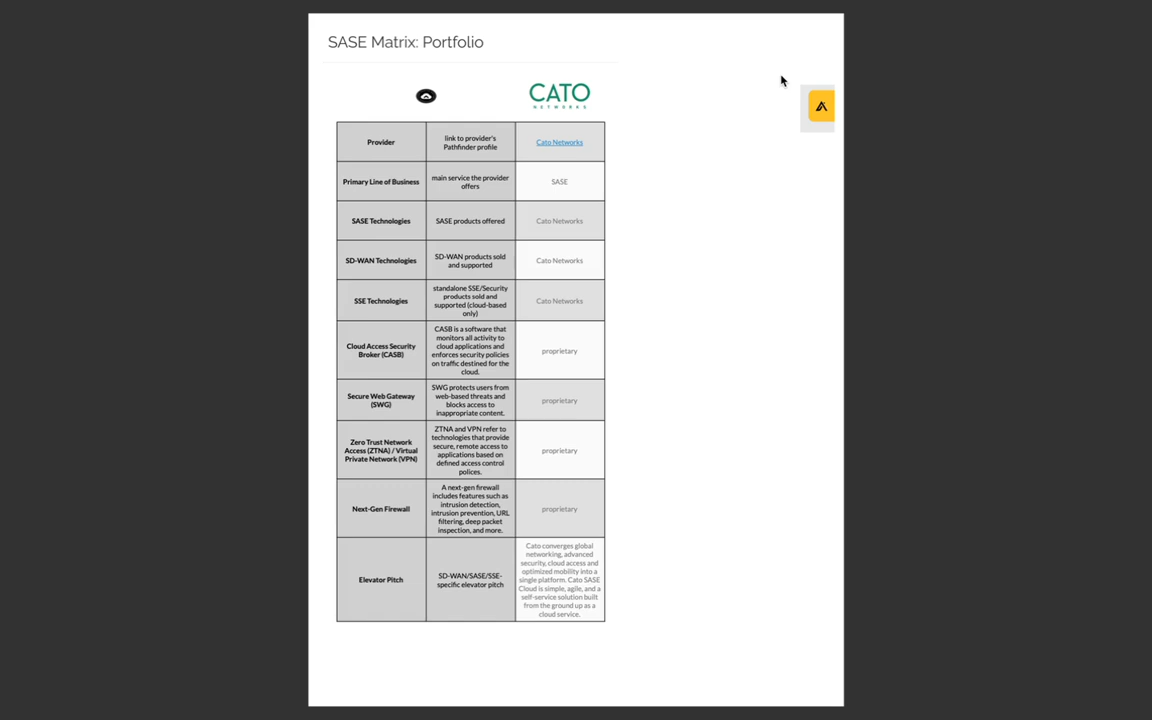 SASE Matrix: Portfolio
CATO
NETWORKS
Provider
link to provider's
Pathfinder profile
Cato Networks
Primary Line of Business
main service the provider
offers
SASE
SASE Technologies
SASE products offered
Cato Networks
SD-WAN Technologies
SD-WAN products sold
and supported
Cato Networks
SSE Technologies
standalone SSE/Security
products sold and
supported (cloud-based
only)
Cato Networks
Cloud Access Security
Broker (CASB)
CASB is a software that
monitors all activity to
cloud applications and
enforces security policies
on traffic destined for the
cloud.
proprietary
Secure Web Gateway
(SWG)
SWG protects users from
web-based threats and
blocks access to
inappropriate content.
proprietary
Zero Trust Network
Access (ZTNA) / Virtual
Private Network (VPN)
ZTNA and VPN refer to
technologies that provide
secure, remote access to
applications based on
defined access control
polices.
proprietary
Next-Gen Firewall
A next-gen firewall
includes features such as
intrusion detection,
intrusion prevention, URL
filtering, deep packet
inspection, and more.
proprietary
Elevator Pitch
SD-WAN/SASE/SSE-
specific elevator pitch
Cato converges global
networking, advanced
security, cloud access and
optimized mobility into a
single platform. Cato SASE
Cloud is simple, agile, and a
self-service solution built
from the ground up as a
cloud service.